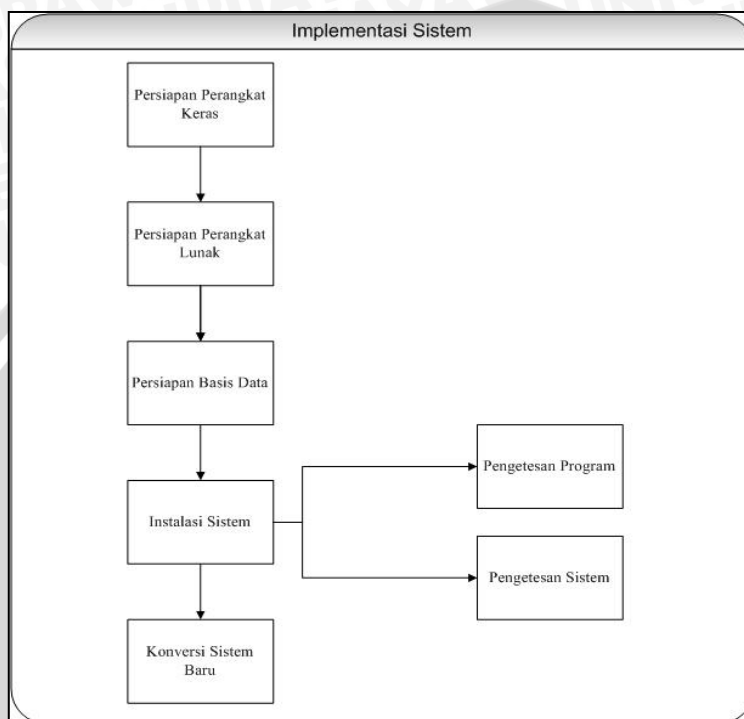 Implementasi Sistem
Persiapan Perangkat
Keras
Persiapan Perangkat
Lunak
Persiapan Basis Data
Instalasi Sistem
Pengetesan Program
Pengetesan Sistem
Konversi Sistem
Baru